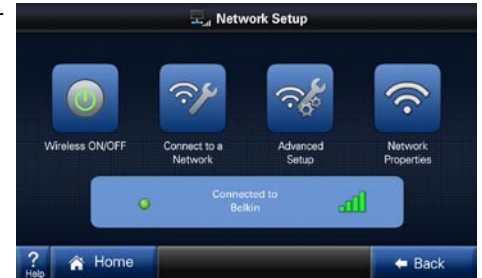 Network Setup
Wireless ON/OFF
Connect to a
Network
Advanced
Setup
Network
Properties
Connected to
Belkin
?
Help
Home
Back